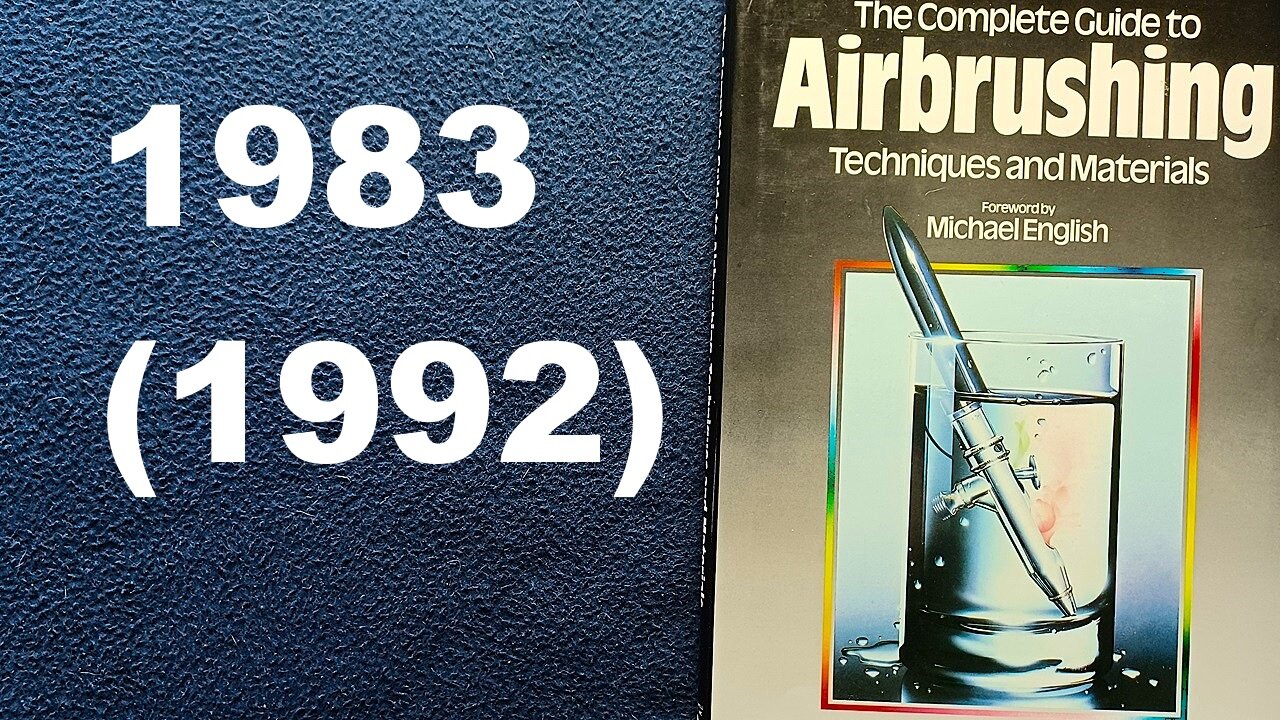 1983
(1992)
The Complete Guide to
Airbrushing
Techniques and Materials
Foreword by
Michael English